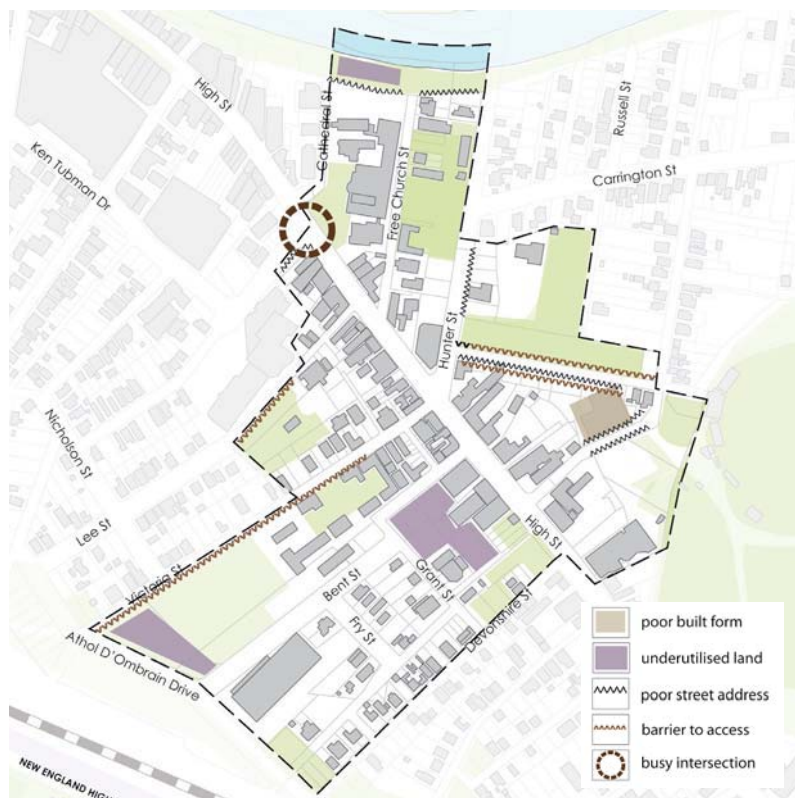 High St
Cathedral St
Ken Tubman Dr
Free Church St
Russell St
Carrington St
Hunter St
Nicholson St
Lee St
Victoria St
Bent St
Grant St
High St
Fry St
Devonshire St
Athol D'Ombrain Drive
NEW ENGLAND HIGH
poor built form
underutilised land
poor street address
barrier to access
busy intersection